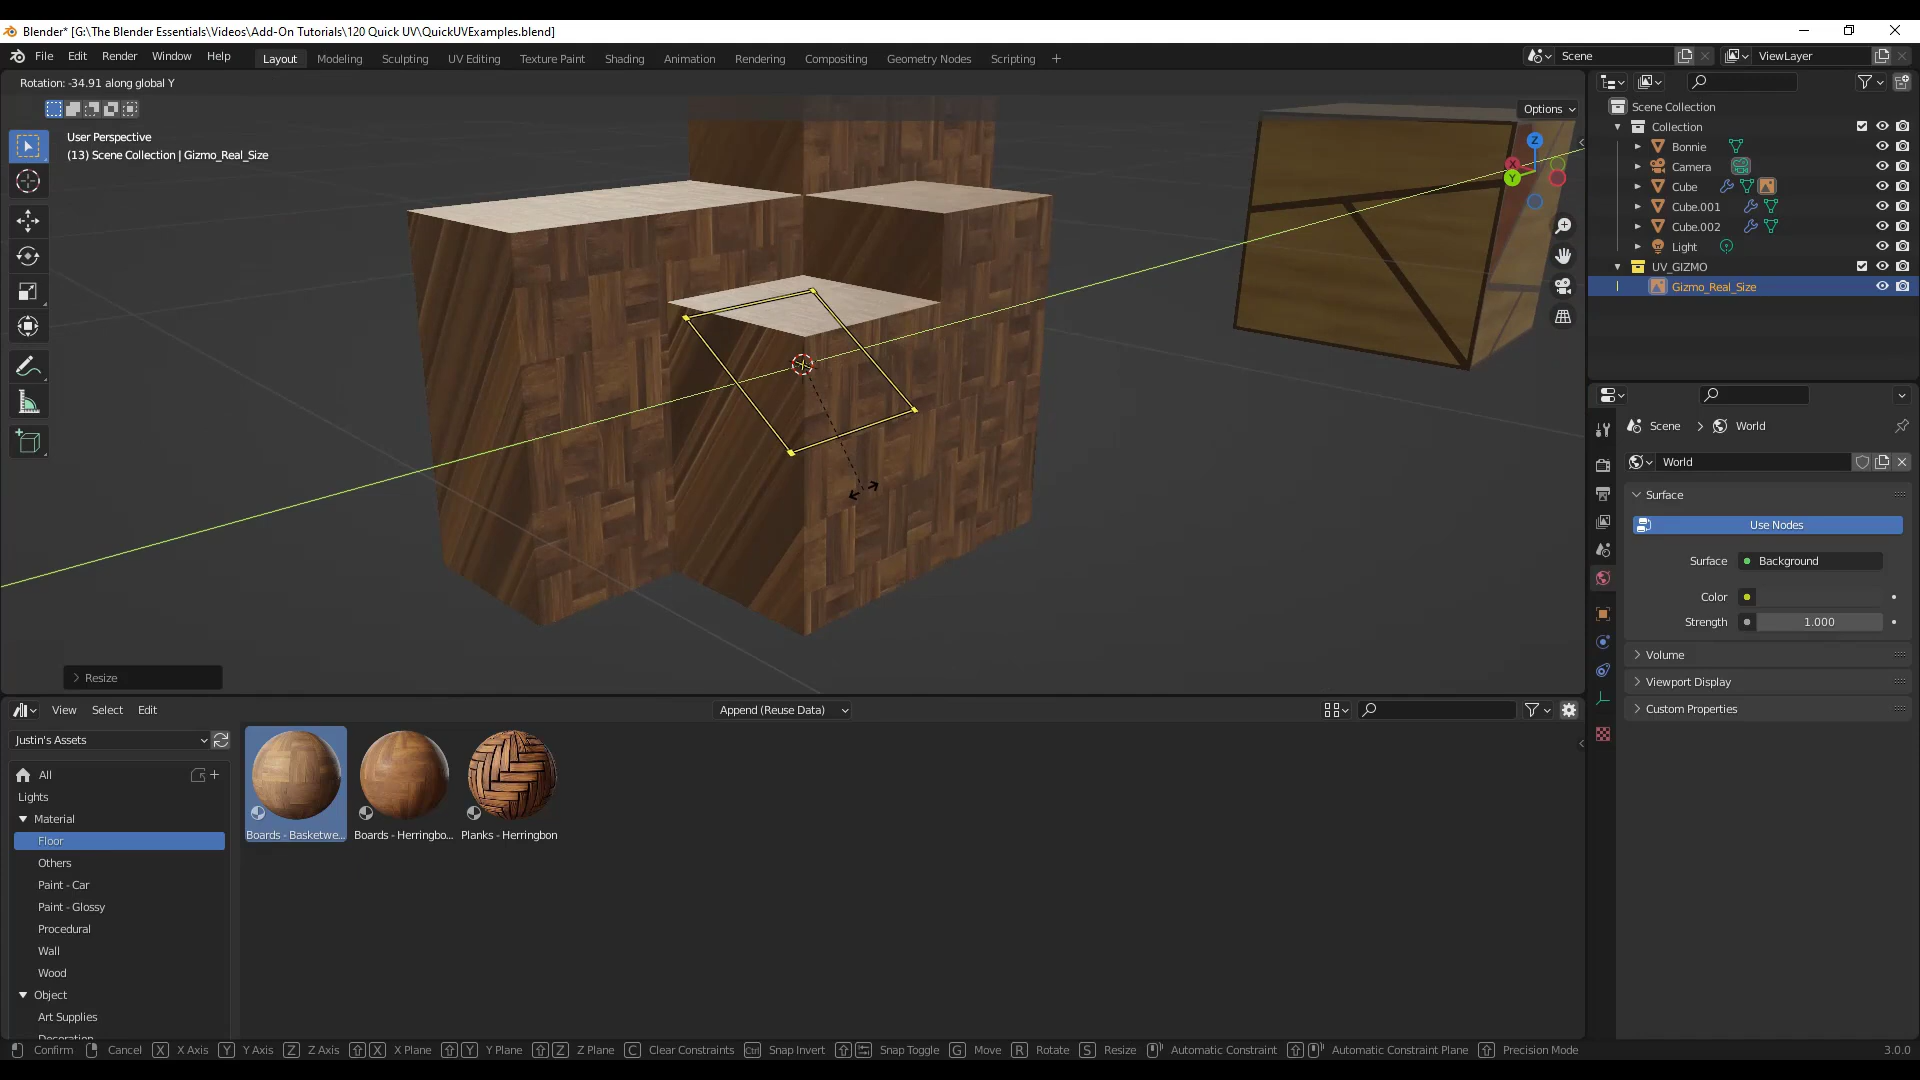 Blender* [G:\The Blender Essentials\Videos\Add-On Tutorials\120 Quick UV\QuickUVExamples.blend]
File Edit Render Window Help Layout Modeling Sculpting UV Editing Texture Paint Shading Animation Rendering Compositing Geometry Nodes Scripting + Scene ViewLayer
Rotation: -34.91 along global Y
Options
User Perspective
(13) Scene Collection | Gizmo_Real_Size
Z
X
Y
Scene Collection
Collection
Bonnie
Camera
Cube
Cube.001
Cube.002
Light
UV_GIZMO
Gizmo_Real_Size
Scene > World
World
Surface
Use Nodes
Surface Background
Color
Strength 1.000
Volume
Viewport Display
Custom Properties
> Resize
View Select Edit Append (Reuse Data)
Justin's Assets
All
Lights
Material
Floor
Others
Paint - Car
Paint - Glossy
Procedural
Wall
Wood
Object
Art Supplies
Decoration
Boards - Basketwe... Boards - Herringbo... Planks - Herringbon
Confirm Cancel X X Axis Y Y Axis Z Z Axis X X Plane Y Y Plane Z Z Plane C Clear Constraints Ctrl Snap Invert Snap Toggle G Move R Rotate S Resize Automatic Constraint Automatic Constraint Plane Precision Mode 3.0.0